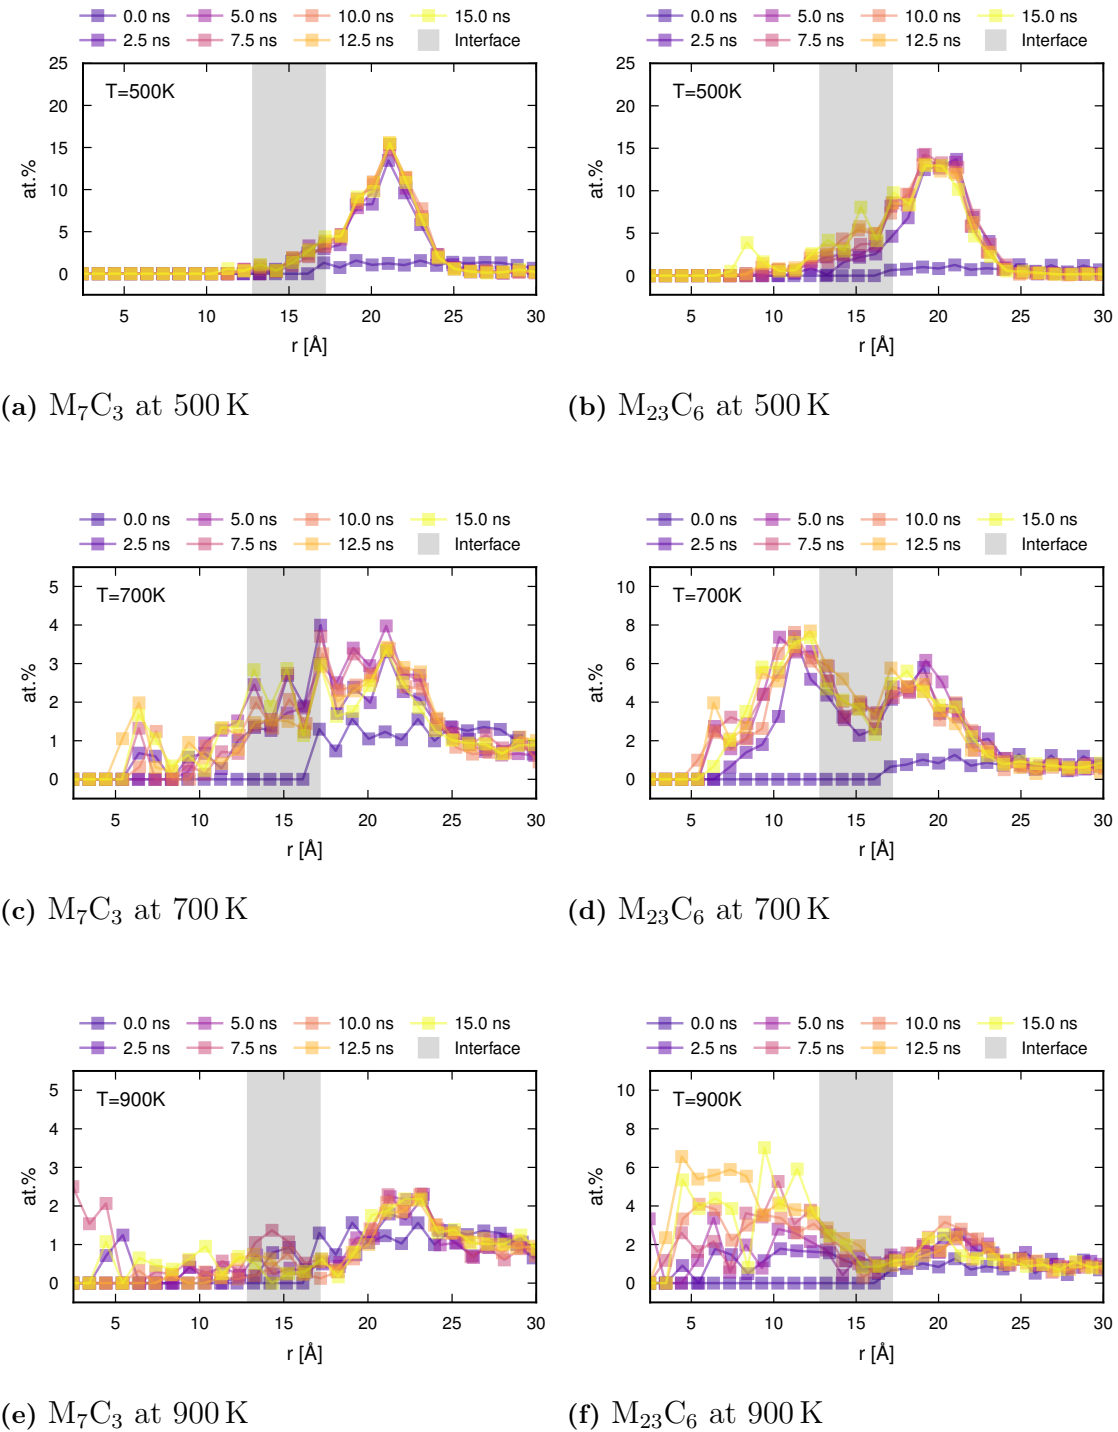 0.0 ns 5.0 ns 10.0 ns 15.0 ns
2.5 ns 7.5 ns 12.5 ns Interface
T=500K
25
20
15
10
5
0
at.%
5 10 15 20 25 30
r [Å]
(a) M₇C₃ at 500 K
0.0 ns 5.0 ns 10.0 ns 15.0 ns
2.5 ns 7.5 ns 12.5 ns Interface
T=500K
25
20
15
10
5
0
at.%
5 10 15 20 25 30
r [Å]
(b) M₂₃C₆ at 500 K
0.0 ns 5.0 ns 10.0 ns 15.0 ns
2.5 ns 7.5 ns 12.5 ns Interface
T=700K
5
4
3
2
1
0
at.%
5 10 15 20 25 30
r [Å]
(c) M₇C₃ at 700 K
0.0 ns 5.0 ns 10.0 ns 15.0 ns
2.5 ns 7.5 ns 12.5 ns Interface
T=700K
10
8
6
4
2
0
at.%
5 10 15 20 25 30
r [Å]
(d) M₂₃C₆ at 700 K
0.0 ns 5.0 ns 10.0 ns 15.0 ns
2.5 ns 7.5 ns 12.5 ns Interface
T=900K
5
4
3
2
1
0
at.%
5 10 15 20 25 30
r [Å]
(e) M₇C₃ at 900 K
0.0 ns 5.0 ns 10.0 ns 15.0 ns
2.5 ns 7.5 ns 12.5 ns Interface
T=900K
10
8
6
4
2
0
at.%
5 10 15 20 25 30
r [Å]
(f) M₂₃C₆ at 900 K